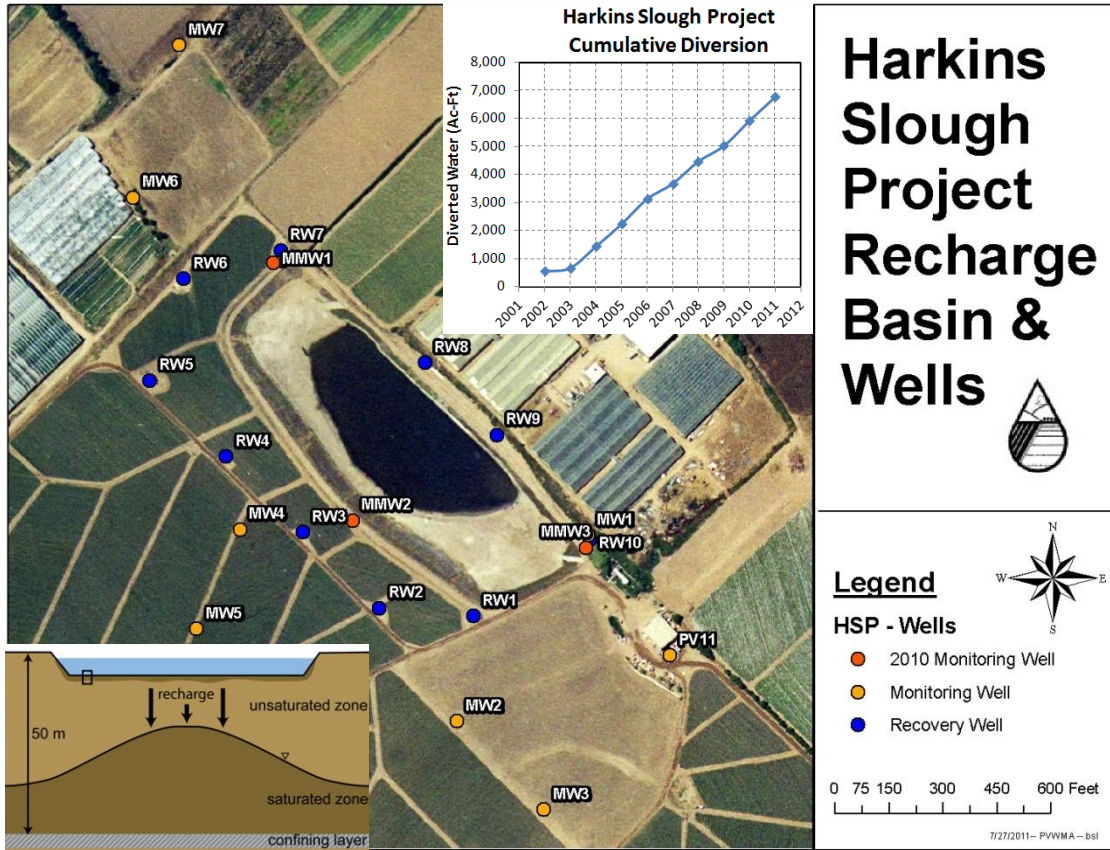 Harkins Slough Project
Cumulative Diversion
Diverted Water (Ac-Ft)
8,000
7,000
6,000
5,000
4,000
3,000
2,000
1,000
0
2001
2002
2003
2004
2005
2006
2007
2008
2009
2010
2011
2012
Harkins
Slough
Project
Recharge
Basin &
Wells
MW7
MW6
RW7
MMW1
RW6
RW5
RW8
RW9
RW4
MW4
RW3
MMW2
MW1
MMW3
RW10
RW2
RW1
MW5
PV11
MW2
MW3
recharge
unsaturated zone
50 m
saturated zone
confining layer
N
W
E
S
Legend
HSP - Wells
2010 Monitoring Well
Monitoring Well
Recovery Well
0 75 150 300 450 600 Feet
7/27/2011-- PVWMA -- bsl